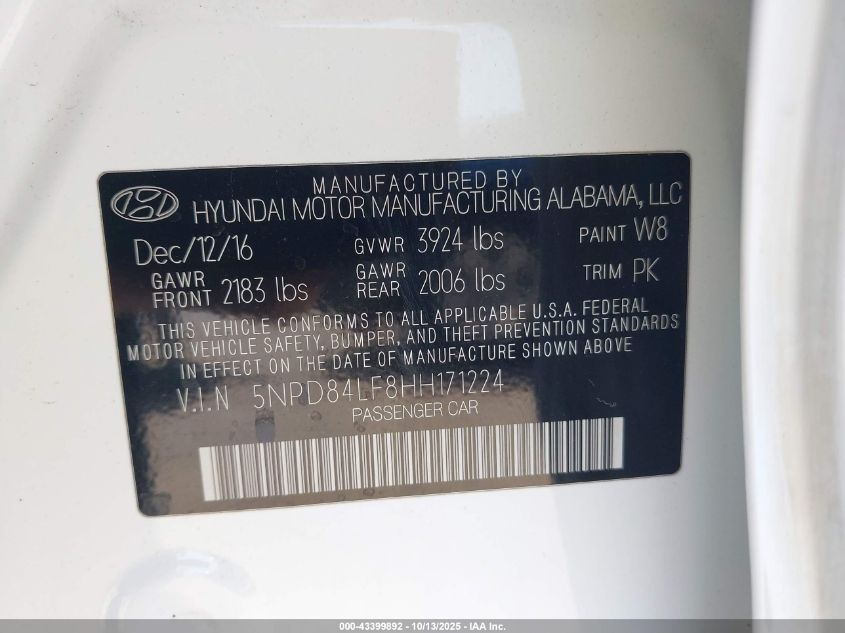 MANUFACTURED BY
HYUNDAI MOTOR MANUFACTURING ALABAMA, LLC
Dec/12/16 GVWR 3924 lbs PAINT W8
GAWR FRONT 2183 lbs GAWR REAR 2006 lbs TRIM PK
THIS VEHICLE CONFORMS TO ALL APPLICABLE U.S.A. FEDERAL
MOTOR VEHICLE SAFETY, BUMPER, AND THEFT PREVENTION STANDARDS
IN EFFECT ON THE DATE OF MANUFACTURE SHOWN ABOVE
V.I.N 5NPD84LF8HH171224
PASSENGER CAR
000-43399892 - 10/13/2025 - IAA Inc.